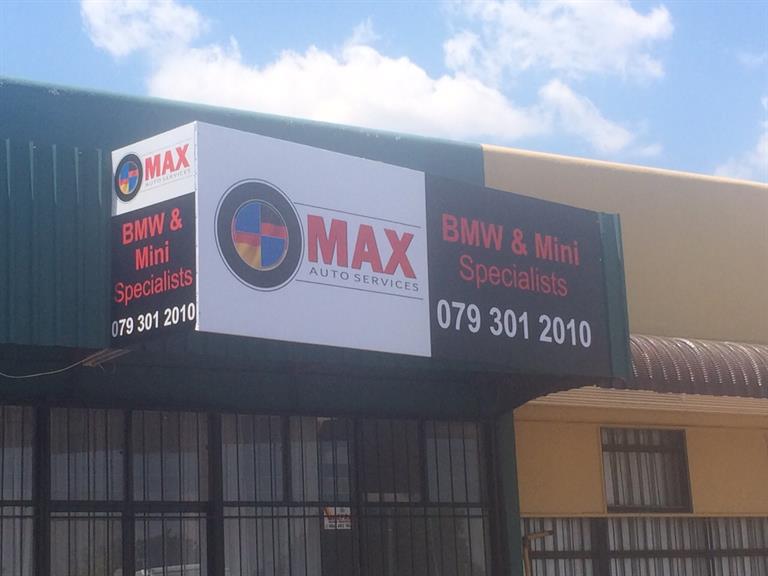 MAX
AUTO SERVICES
BMW &
Mini
Specialists
079 301 2010
MAX
AUTO SERVICES
BMW & Mini
Specialists
079 301 2010